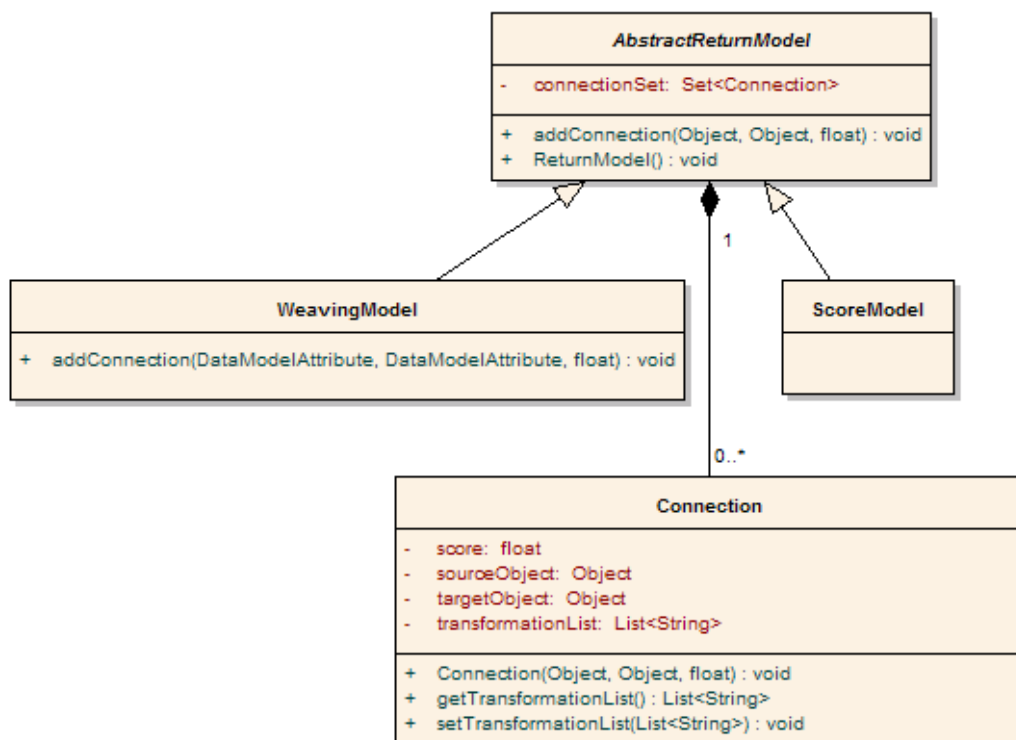 AbstractReturnModel
- connectionSet: Set<Connection>
+ addConnection(Object, Object, float) : void
+ ReturnModel() : void
1
WeavingModel
+ addConnection(DataModelAttribute, DataModelAttribute, float) : void
ScoreModel
0..*
Connection
- score: float
- sourceObject: Object
- targetObject: Object
- transformationList: List<String>
+ Connection(Object, Object, float) : void
+ getTransformationList() : List<String>
+ setTransformationList(List<String>) : void